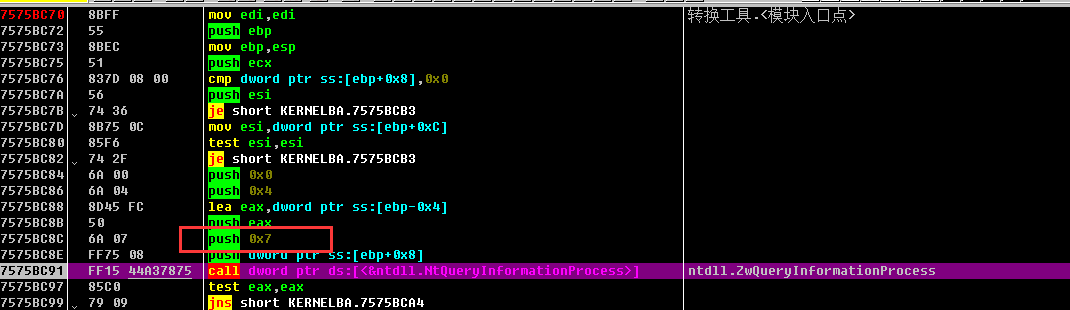 7575BC70 8BFF mov edi,edi 转换工具.<模块入口点>
7575BC72 55 push ebp
7575BC73 8BEC mov ebp,esp
7575BC75 51 push ecx
7575BC76 837D 08 00 cmp dword ptr ss:[ebp+0x8],0x0
7575BC7A 56 push esi
7575BC7B 74 36 je short KERNELBA.7575BCB3
7575BC7D 8B75 0C mov esi,dword ptr ss:[ebp+0xC]
7575BC80 85F6 test esi,esi
7575BC82 74 2F je short KERNELBA.7575BCB3
7575BC84 6A 00 push 0x0
7575BC86 6A 04 push 0x4
7575BC88 8D45 FC lea eax,dword ptr ss:[ebp-0x4]
7575BC8B 50 push eax
7575BC8C 6A 07 push 0x7
7575BC8E FF75 08 push dword ptr ss:[ebp+0x8]
7575BC91 FF15 44A37875 call dword ptr ds:[<&ntdll.NtQueryInformationProcess>] ntdll.ZwQueryInformationProcess
7575BC97 85C0 test eax,eax
7575BC99 79 09 jns short KERNELBA.7575BCA4